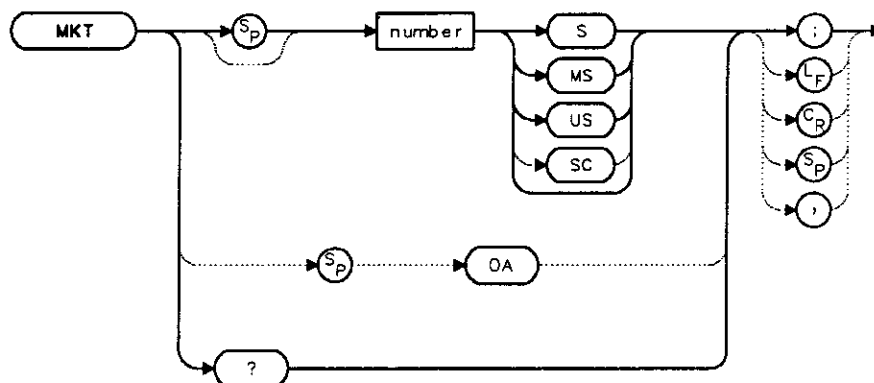 MKT SP number S ;
MS LF
US CR
SC SP
,
SP OA
?